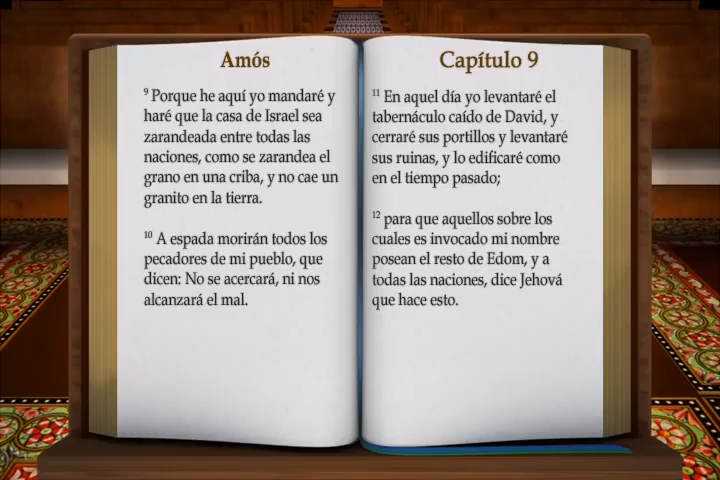 Amós
⁹ Porque he aquí yo mandaré y
haré que la casa de Israel sea
zarandeada entre todas las
naciones, como se zarandea el
grano en una criba, y no cae un
granito en la tierra.
¹⁰ A espada morirán todos los
pecadores de mi pueblo, que
dicen: No se acercará, ni nos
alcanzará el mal.
Capítulo 9
¹¹ En aquel día yo levantaré el
tabernáculo caído de David, y
cerraré sus portillos y levantaré
sus ruinas, y lo edificaré como
en el tiempo pasado;
¹² para que aquellos sobre los
cuales es invocado mi nombre
posean el resto de Edom, y a
todas las naciones, dice Jehová
que hace esto.